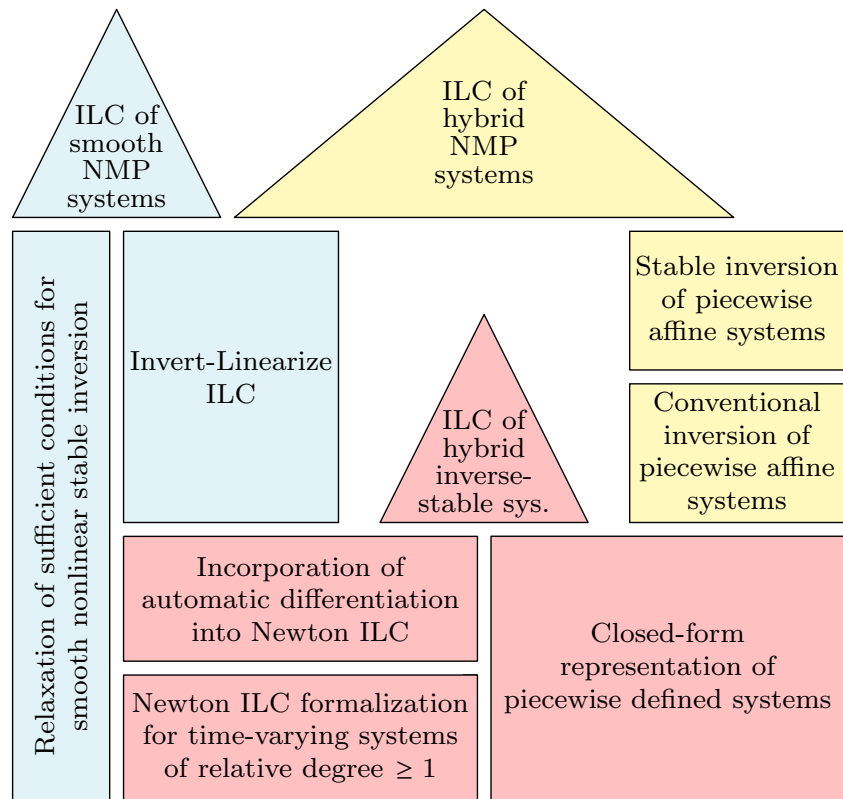 ILC of
smooth
NMP
systems
ILC of
hybrid
NMP
systems
Relaxation of sufficient conditions for
smooth nonlinear stable inversion
Invert-Linearize
ILC
Stable inversion
of piecewise
affine systems
ILC of
hybrid
inverse-
stable sys.
Conventional
inversion of
piecewise affine
systems
Incorporation of
automatic differentiation
into Newton ILC
Closed-form
representation of
piecewise defined systems
Newton ILC formalization
for time-varying systems
of relative degree ≥ 1